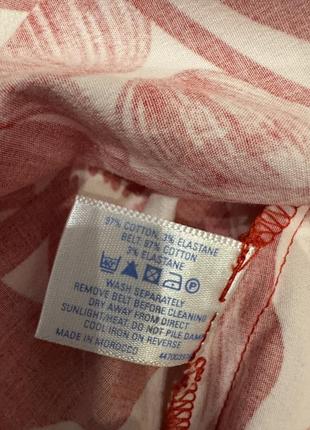 97% COTTON, 3% ELASTANE
BELT: 97% COTTON
3% ELASTANE
WASH SEPARATELY
REMOVE BELT BEFORE CLEANING
DRY AWAY FROM DIRECT
SUNLIGHT/HEAT. DO NOT PILE DAMP
COOL IRON ON REVERSE
MADE IN MOROCCO